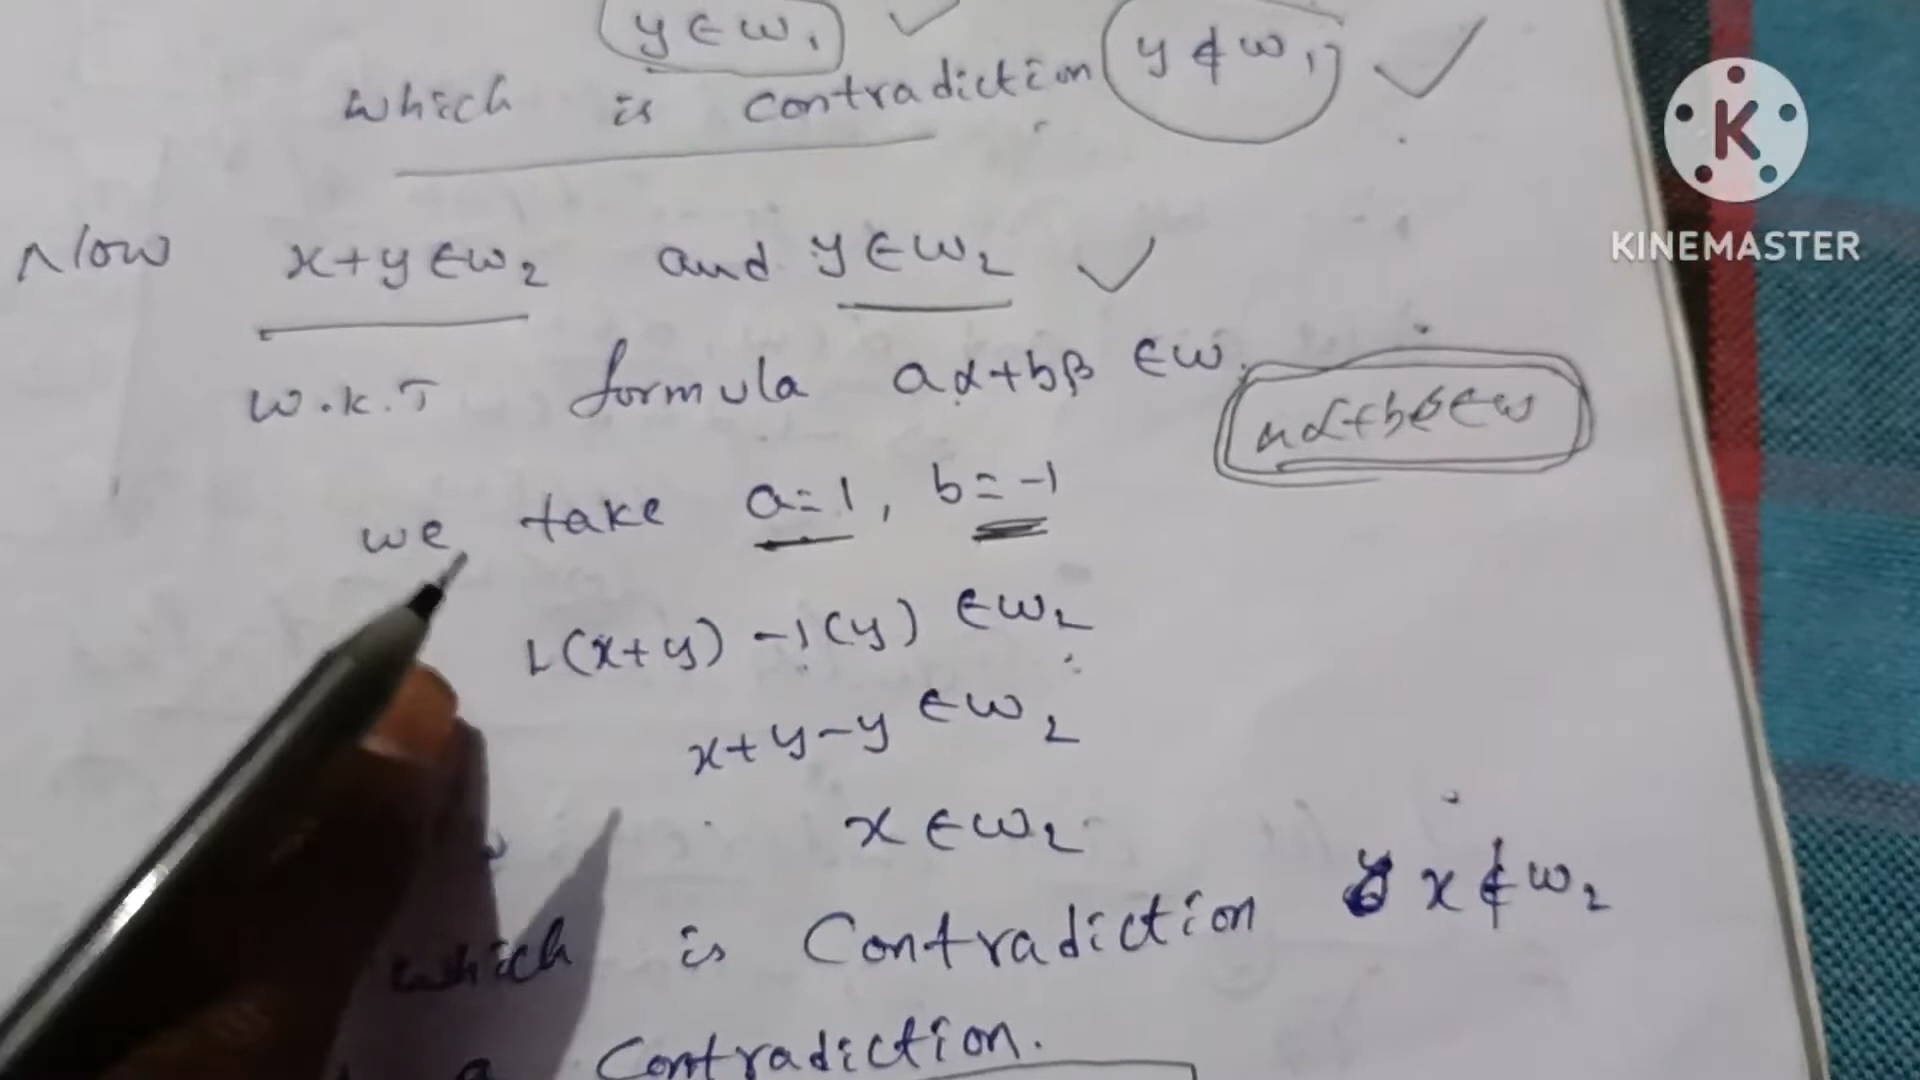 y ∈ w₁
which is contradiction y ∉ w₁
Now x+y ∈ w₂ and y ∈ w₂
W.K.T formula aα+bβ ∈ w.
aα+bβ ∈ w
we take a=1, b=-1
1(x+y) -1(y) ∈ w₂
x+y-y ∈ w₂
x ∈ w₂
which is Contradiction x ∉ w₂
a Contradiction.
K
KINEMASTER